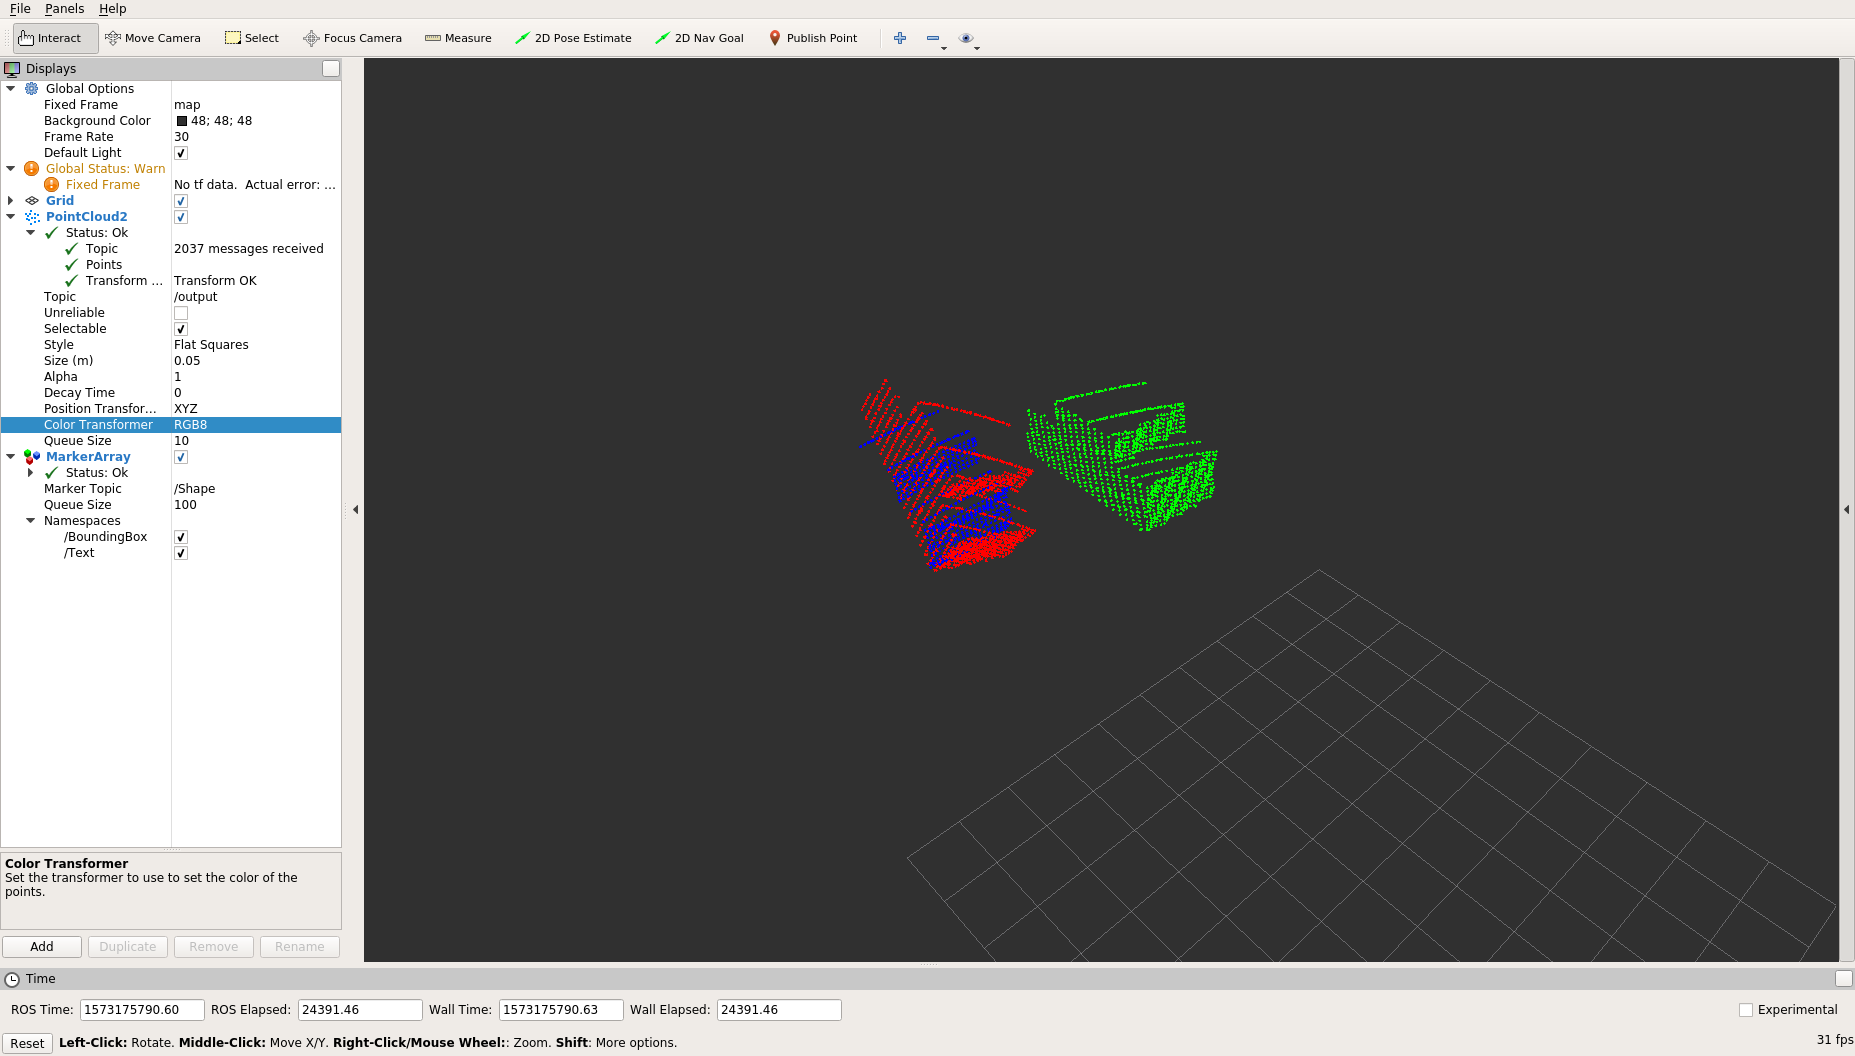 File Panels Help
Interact Move Camera Select Focus Camera Measure 2D Pose Estimate 2D Nav Goal Publish Point
Displays
Global Options
Fixed Frame map
Background Color 48; 48; 48
Frame Rate 30
Default Light
Global Status: Warn
Fixed Frame No tf data.  Actual error: ...
Grid
PointCloud2
Status: Ok
Topic 2037 messages received
Points
Transform ... Transform OK
Topic /output
Unreliable
Selectable
Style Flat Squares
Size (m) 0.05
Alpha 1
Decay Time 0
Position Transfor... XYZ
Color Transformer RGB8
Queue Size 10
MarkerArray
Status: Ok
Marker Topic /Shape
Queue Size 100
Namespaces
/BoundingBox
/Text
Color Transformer
Set the transformer to use to set the color of the
points.
Add Duplicate Remove Rename
Time
ROS Time: 1573175790.60 ROS Elapsed: 24391.46 Wall Time: 1573175790.63 Wall Elapsed: 24391.46 Experimental
Reset Left-Click: Rotate. Middle-Click: Move X/Y. Right-Click/Mouse Wheel:: Zoom. Shift: More options. 31 fps